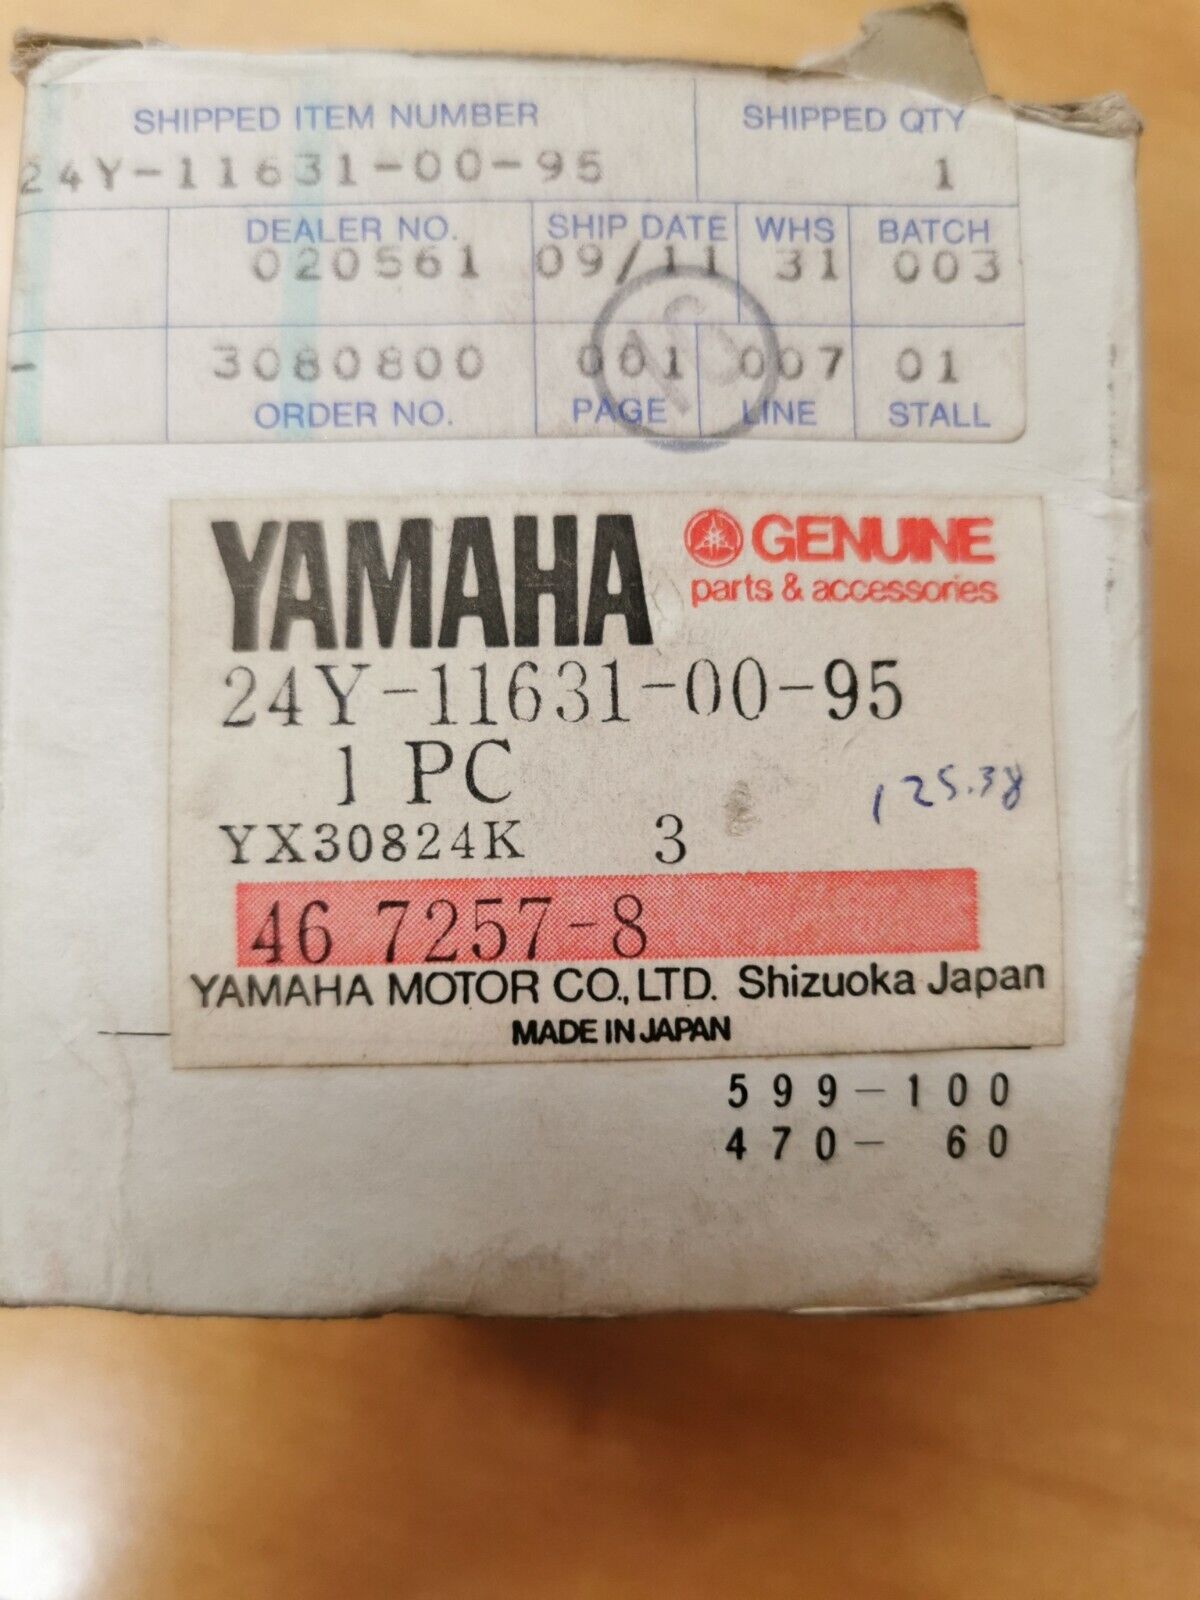 SHIPPED ITEM NUMBER SHIPPED QTY
24Y-11631-00-95 1
DEALER NO. SHIP DATE WHS BATCH
020561 09/11 31 003
- 3080800 001 007 01
ORDER NO. PAGE LINE STALL
YAMAHA GENUINE
parts & accessories
24Y-11631-00-95
1 PC
125.38
YX30824K 3
46 7257-8
YAMAHA MOTOR CO., LTD. Shizuoka Japan
MADE IN JAPAN
599-100
470- 60